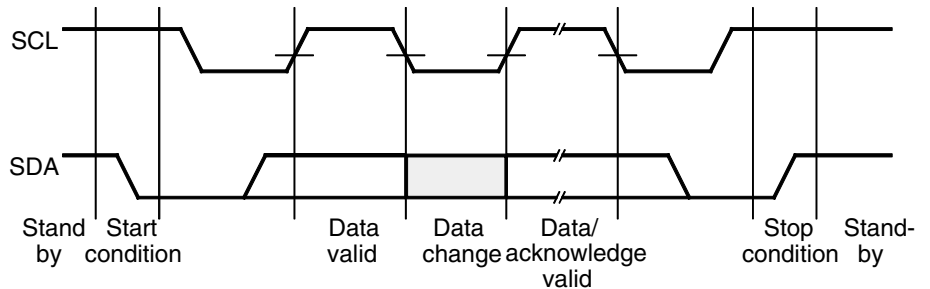 SCL
SDA
Stand
by
Start
condition
Data
valid
Data
change
Data/
acknowledge
valid
Stop
condition
Stand-
by